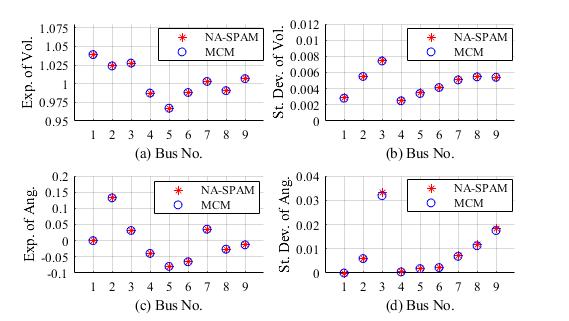 1.075
1.05
1.025
1
0.975
0.95
Exp. of Vol.
NA-SPAM
MCM
1 2 3 4 5 6 7 8 9
(a) Bus No.
0.012
0.01
0.008
0.006
0.004
0.002
0
St. Dev. of Vol.
NA-SPAM
MCM
1 2 3 4 5 6 7 8 9
(b) Bus No.
0.2
0.15
0.1
0.05
0
-0.05
-0.1
Exp. of Ang.
NA-SPAM
MCM
1 2 3 4 5 6 7 8 9
(c) Bus No.
0.04
0.03
0.02
0.01
0
St. Dev. of Ang.
NA-SPAM
MCM
1 2 3 4 5 6 7 8 9
(d) Bus No.